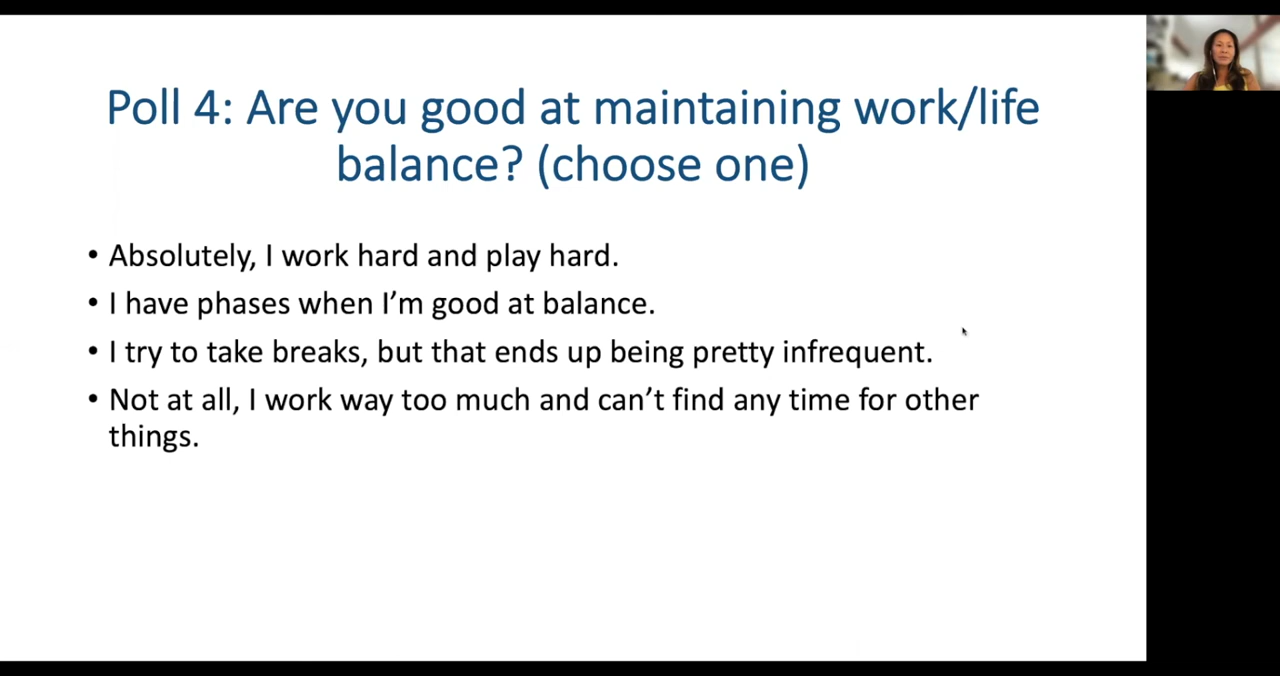 Poll 4: Are you good at maintaining work/life
balance? (choose one)
• Absolutely, I work hard and play hard.
• I have phases when I’m good at balance.
• I try to take breaks, but that ends up being pretty infrequent.
• Not at all, I work way too much and can’t find any time for other
things.